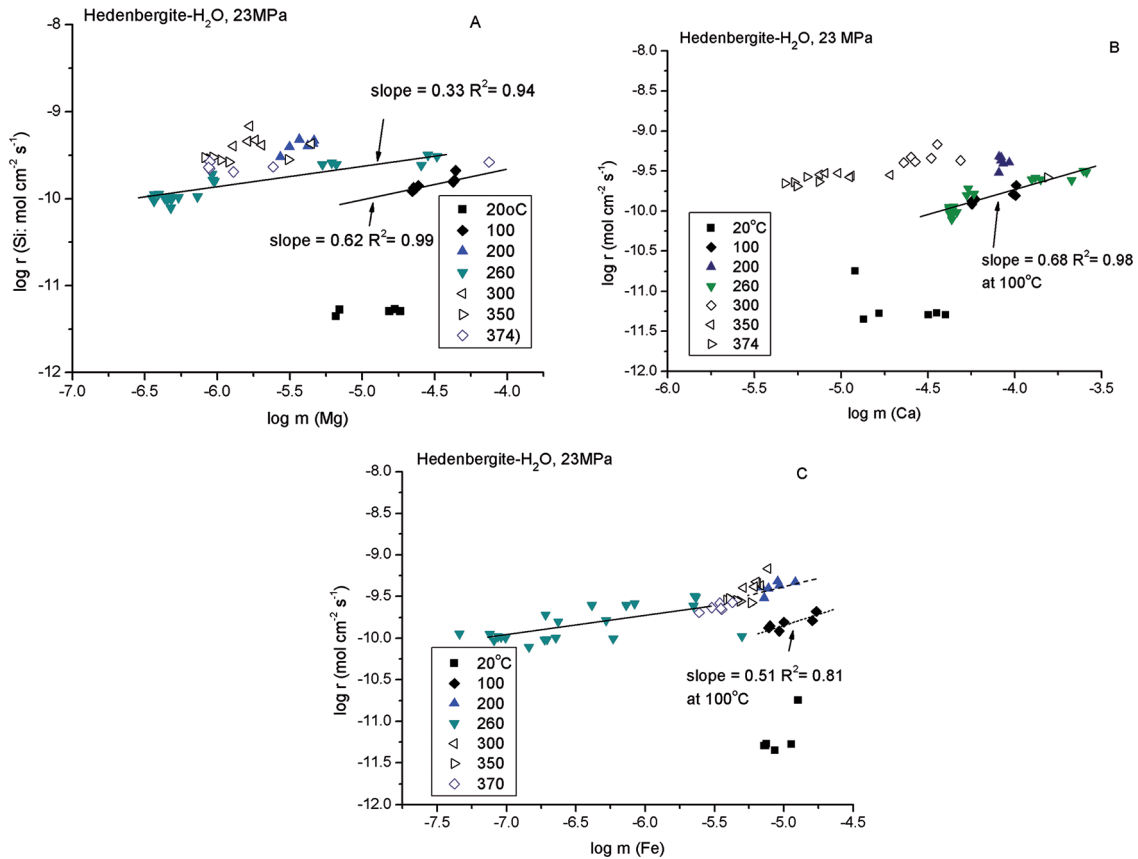 Hedenbergite-H₂O, 23MPa
A
log r (Si: mol cm⁻² s⁻¹)
-8
-9
-10
-11
-12
slope = 0.33 R²= 0.94
slope = 0.62 R²= 0.99
20oC
100
200
260
300
350
374)
-7.0 -6.5 -6.0 -5.5 -5.0 -4.5 -4.0
log m (Mg)
Hedenbergite-H₂O, 23 MPa
B
log r (mol cm⁻² s⁻¹)
-8.0
-8.5
-9.0
-9.5
-10.0
-10.5
-11.0
-11.5
-12.0
slope = 0.68 R²= 0.98
at 100°C
20°C
100
200
260
300
350
374
-6.0 -5.5 -5.0 -4.5 -4.0 -3.5
log m (Ca)
Hedenbergite-H₂O, 23MPa
C
log r (mol cm⁻² s⁻¹)
-8.0
-8.5
-9.0
-9.5
-10.0
-10.5
-11.0
-11.5
-12.0
slope = 0.51 R²= 0.81
at 100°C
20°C
100
200
260
300
350
370
-7.5 -7.0 -6.5 -6.0 -5.5 -5.0 -4.5
log m (Fe)